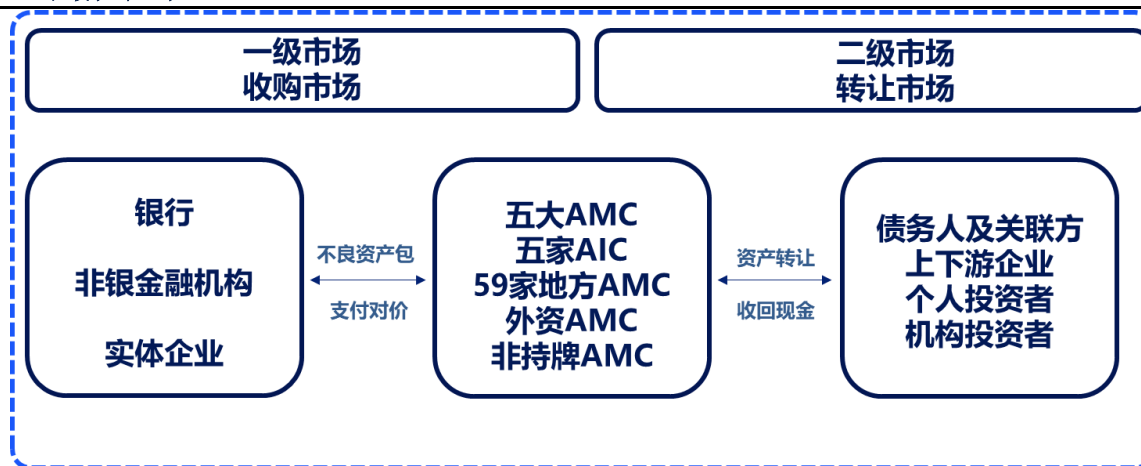 一级市场
收购市场
二级市场
转让市场
银行
非银金融机构
实体企业
不良资产包
支付对价
五大AMC
五家AIC
59家地方AMC
外资AMC
非持牌AMC
资产转让
收回现金
债务人及关联方
上下游企业
个人投资者
机构投资者